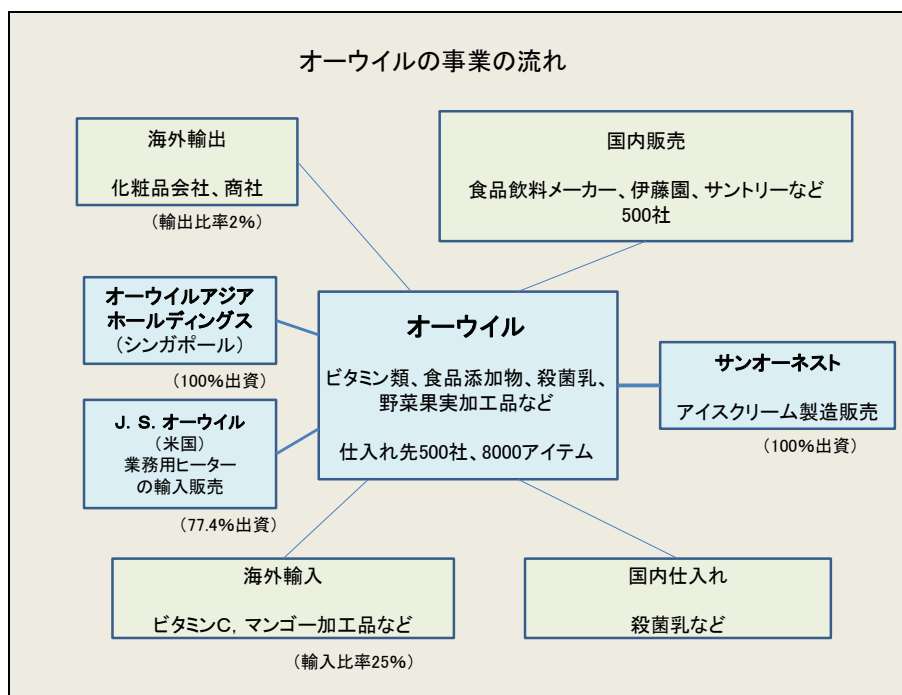 オーウイルの事業の流れ
海外輸出
化粧品会社、商社
(輸出比率2%)
国内販売
食品飲料メーカー、伊藤園、サントリーなど
500社
オーウイルアジア
ホールディングス
(シンガポール)
(100%出資)
J. S. オーウイル
(米国)
業務用ヒーター
の輸入販売
(77.4%出資)
オーウイル
ビタミン類、食品添加物、殺菌乳、
野菜果実加工品など
仕入れ先500社、8000アイテム
サンオーネスト
アイスクリーム製造販売
(100%出資)
海外輸入
ビタミンC, マンゴー加工品など
(輸入比率25%)
国内仕入れ
殺菌乳など